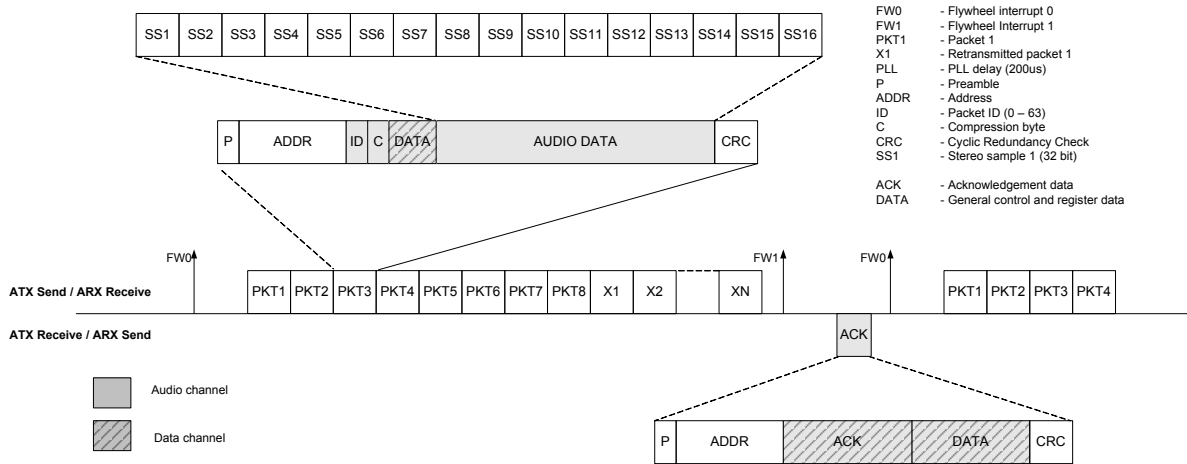 SS1 SS2 SS3 SS4 SS5 SS6 SS7 SS8 SS9 SS10 SS11 SS12 SS13 SS14 SS15 SS16
FW0 - Flywheel interrupt 0
FW1 - Flywheel Interrupt 1
PKT1 - Packet 1
X1 - Retransmitted packet 1
PLL - PLL delay (200us)
P - Preamble
ADDR - Address
ID - Packet ID (0 – 63)
C - Compression byte
CRC - Cyclic Redundancy Check
SS1 - Stereo sample 1 (32 bit)
ACK - Acknowledgement data
DATA - General control and register data
P ADDR ID C DATA AUDIO DATA CRC
FW0 FW1 FW0
ATX Send / ARX Receive
PKT1 PKT2 PKT3 PKT4 PKT5 PKT6 PKT7 PKT8 X1 X2 XN PKT1 PKT2 PKT3 PKT4
ATX Receive / ARX Send
ACK
Audio channel
Data channel
P ADDR ACK DATA CRC